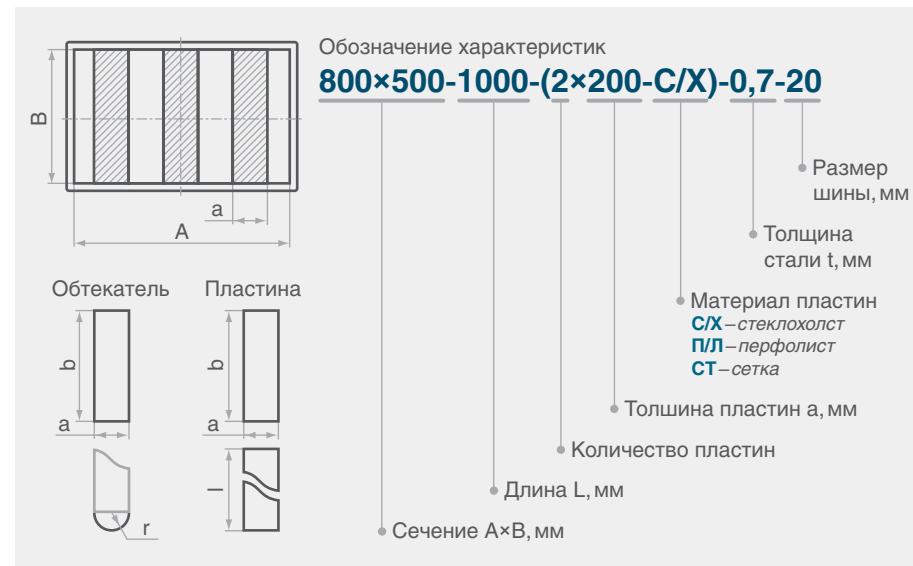 Обозначение характеристик
800×500-1000-(2×200-С/Х)-0,7-20
B
a
A
Размер
шины, мм
Толщина
стали t, мм
Обтекатель
Пластина
Материал пластин
С/Х – стеклохолст
П/Л – перфолист
СТ – сетка
b
b
a
a
Толшина пластин a, мм
Количество пластин
l
Длина L, мм
r
Сечение A×B, мм